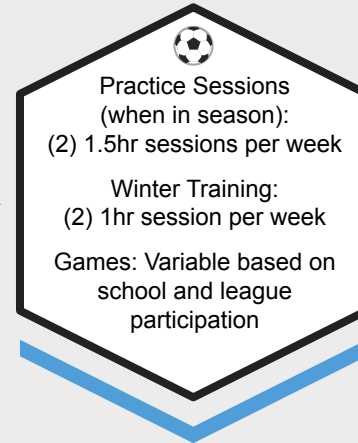 Practice Sessions
(when in season):
(2) 1.5hr sessions per week
Winter Training:
(2) 1hr session per week
Games: Variable based on
school and league
participation